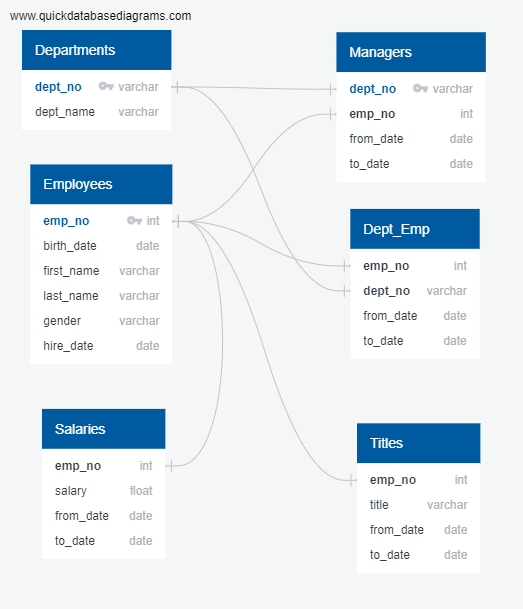 www.quickdatabasediagrams.com
Departments
dept_no varchar
dept_name varchar
Managers
dept_no varchar
emp_no int
from_date date
to_date date
Employees
emp_no int
birth_date date
first_name varchar
last_name varchar
gender varchar
hire_date date
Dept_Emp
emp_no int
dept_no varchar
from_date date
to_date date
Salaries
emp_no int
salary float
from_date date
to_date date
Titles
emp_no int
title varchar
from_date date
to_date date